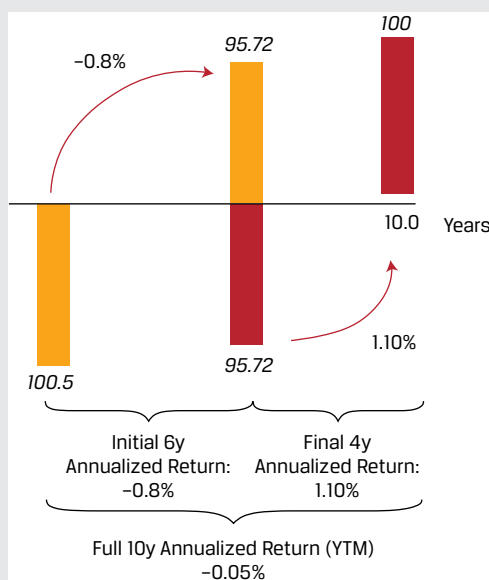 100
95.72
–0.8%
10.0 Years
1.10%
100.5
95.72
Initial 6y
Annualized Return:
–0.8%
Final 4y
Annualized Return:
1.10%
Full 10y Annualized Return (YTM)
–0.05%